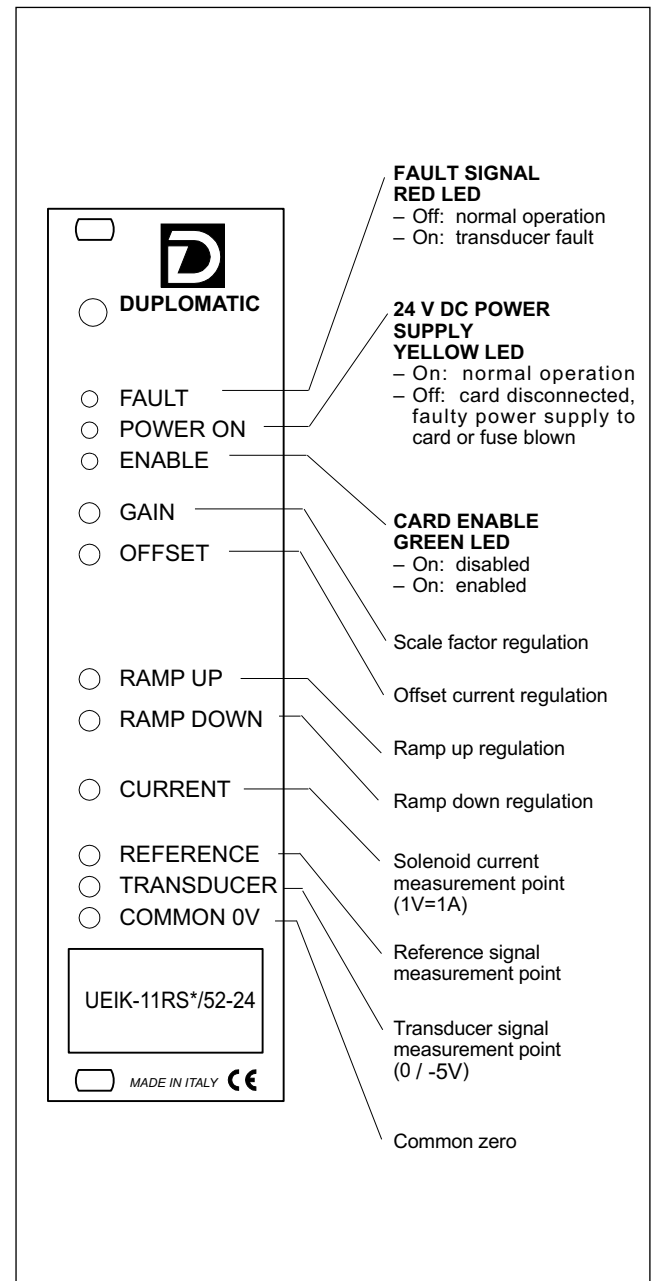 DUPLOMATIC
FAULT
POWER ON
ENABLE
GAIN
OFFSET
RAMP UP
RAMP DOWN
CURRENT
REFERENCE
TRANSDUCER
COMMON 0V
UEIK-11RS*/52-24
MADE IN ITALY CE
FAULT SIGNAL
RED LED
– Off: normal operation
– On: transducer fault
24 V DC POWER
SUPPLY
YELLOW LED
– On: normal operation
– Off: card disconnected,
faulty power supply to
card or fuse blown
CARD ENABLE
GREEN LED
– On: disabled
– On: enabled
Scale factor regulation
Offset current regulation
Ramp up regulation
Ramp down regulation
Solenoid current
measurement point
(1V=1A)
Reference signal
measurement point
Transducer signal
measurement point
(0 / -5V)
Common zero